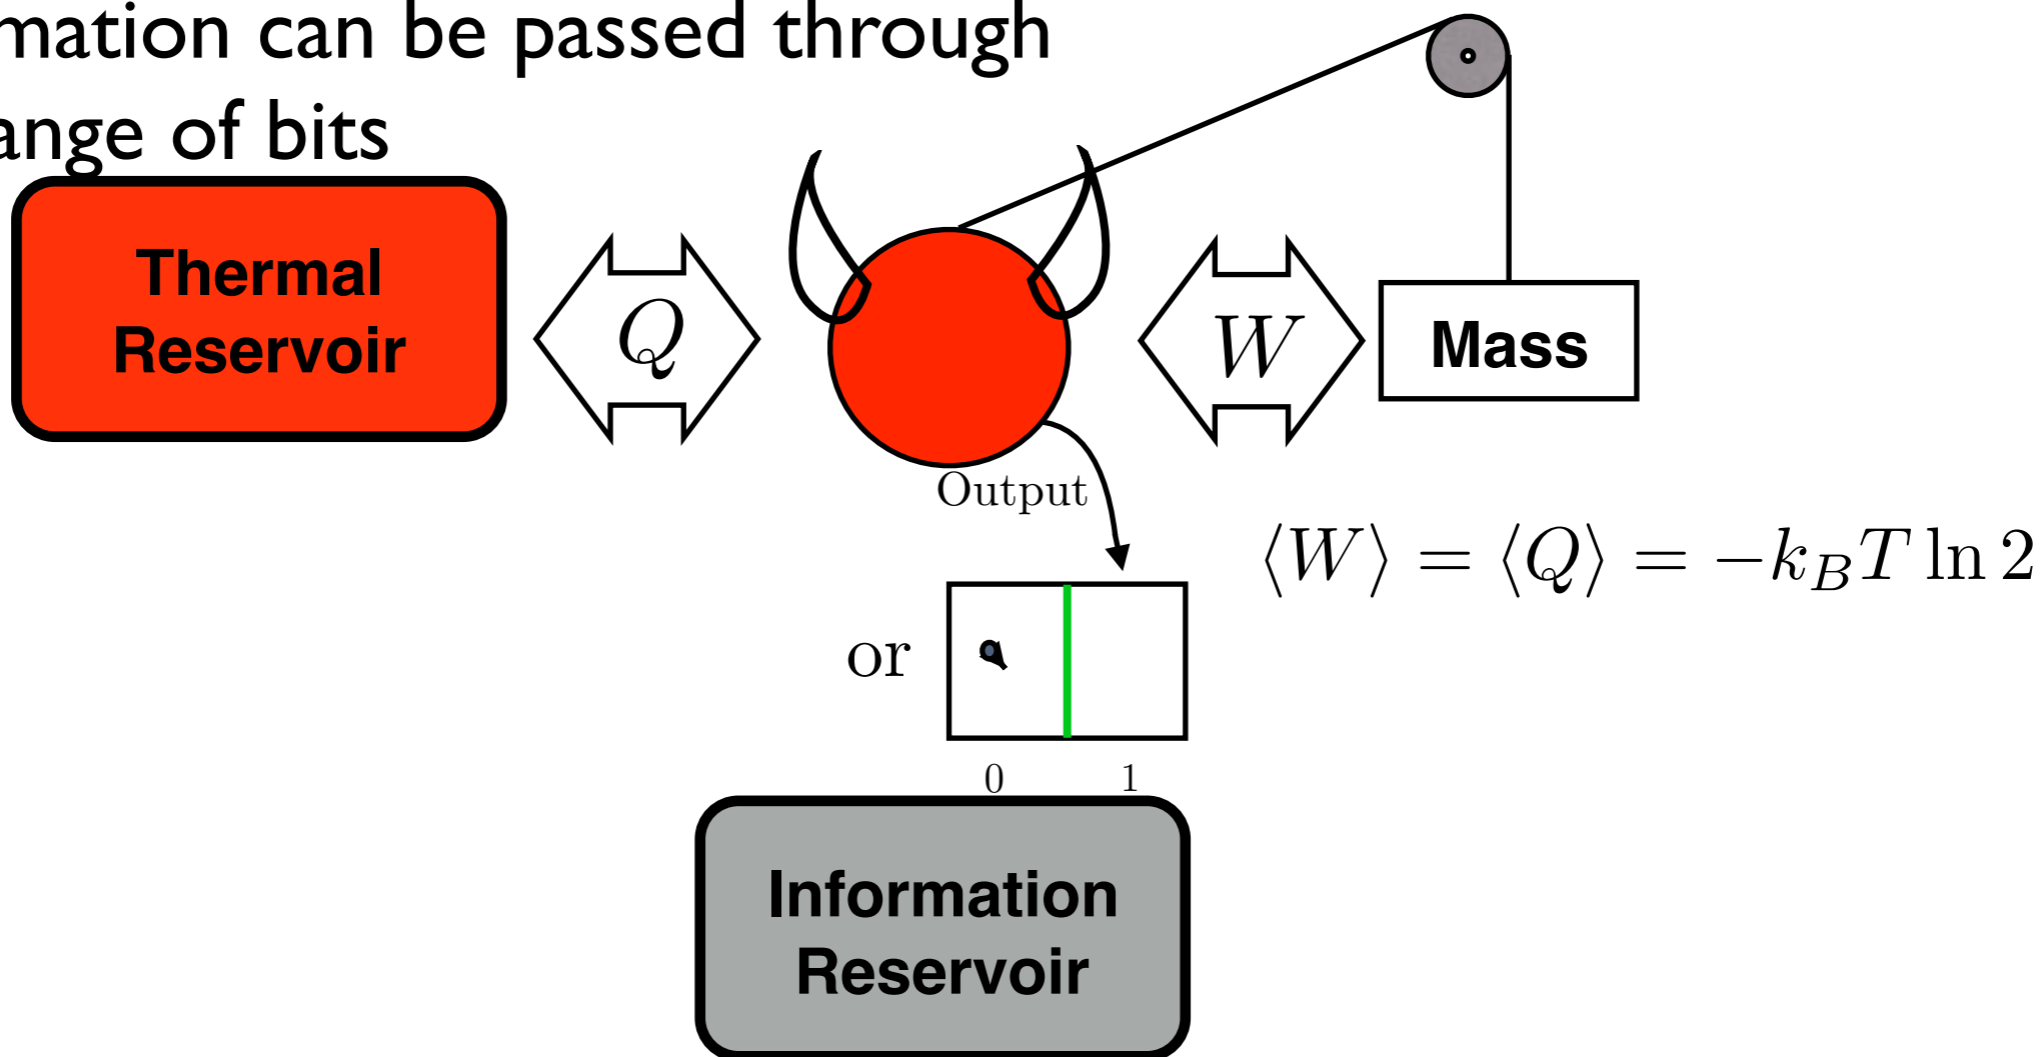 mation can be passed through
ange of bits
Thermal
Reservoir
Q
W
Mass
Output
⟨W⟩ = ⟨Q⟩ = −k_B T ln 2
or
0 1
Information
Reservoir